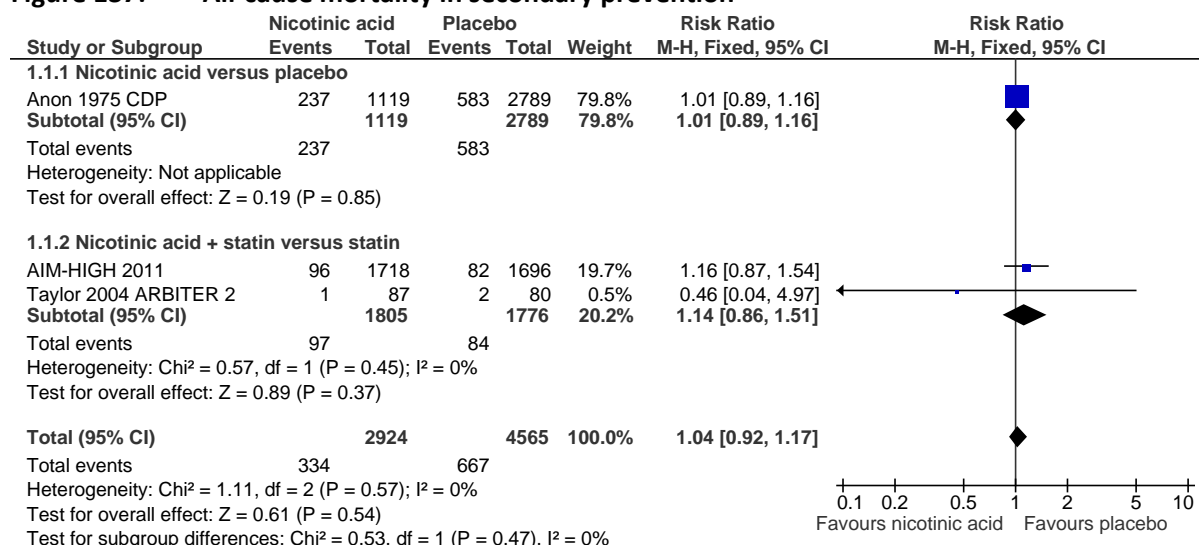 Nicotinic acid Placebo Risk Ratio Risk Ratio
Study or Subgroup Events Total Events Total Weight M-H, Fixed, 95% CI M-H, Fixed, 95% CI
1.1.1 Nicotinic acid versus placebo
Anon 1975 CDP 237 1119 583 2789 79.8% 1.01 [0.89, 1.16]
Subtotal (95% CI) 1119 2789 79.8% 1.01 [0.89, 1.16]
Total events 237 583
Heterogeneity: Not applicable
Test for overall effect: Z = 0.19 (P = 0.85)
1.1.2 Nicotinic acid + statin versus statin
AIM-HIGH 2011 96 1718 82 1696 19.7% 1.16 [0.87, 1.54]
Taylor 2004 ARBITER 2 1 87 2 80 0.5% 0.46 [0.04, 4.97]
Subtotal (95% CI) 1805 1776 20.2% 1.14 [0.86, 1.51]
Total events 97 84
Heterogeneity: Chi² = 0.57, df = 1 (P = 0.45); I² = 0%
Test for overall effect: Z = 0.89 (P = 0.37)
Total (95% CI) 2924 4565 100.0% 1.04 [0.92, 1.17]
Total events 334 667
Heterogeneity: Chi² = 1.11, df = 2 (P = 0.57); I² = 0%
Test for overall effect: Z = 0.61 (P = 0.54)
Test for subgroup differences: Chi² = 0.53, df = 1 (P = 0.47), I² = 0%
0.1 0.2 0.5 1 2 5 10
Favours nicotinic acid Favours placebo